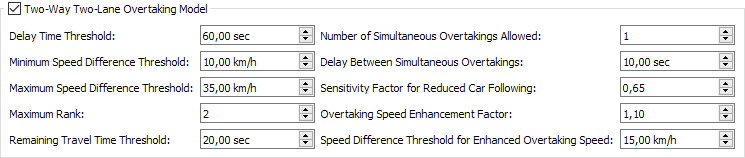 Two-Way Two-Lane Overtaking Model
Delay Time Threshold: 60,00 sec Number of Simultaneous Overtakings Allowed: 1
Minimum Speed Difference Threshold: 10,00 km/h Delay Between Simultaneous Overtakings: 10,00 sec
Maximum Speed Difference Threshold: 35,00 km/h Sensitivity Factor for Reduced Car Following: 0,65
Maximum Rank: 2 Overtaking Speed Enhancement Factor: 1,10
Remaining Travel Time Threshold: 20,00 sec Speed Difference Threshold for Enhanced Overtaking Speed: 15,00 km/h